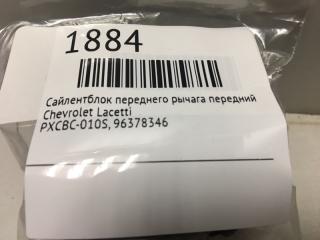 1884
Сайлентблок переднего рычага передний
Chevrolet Lacetti
PXCBC-010S, 96378346